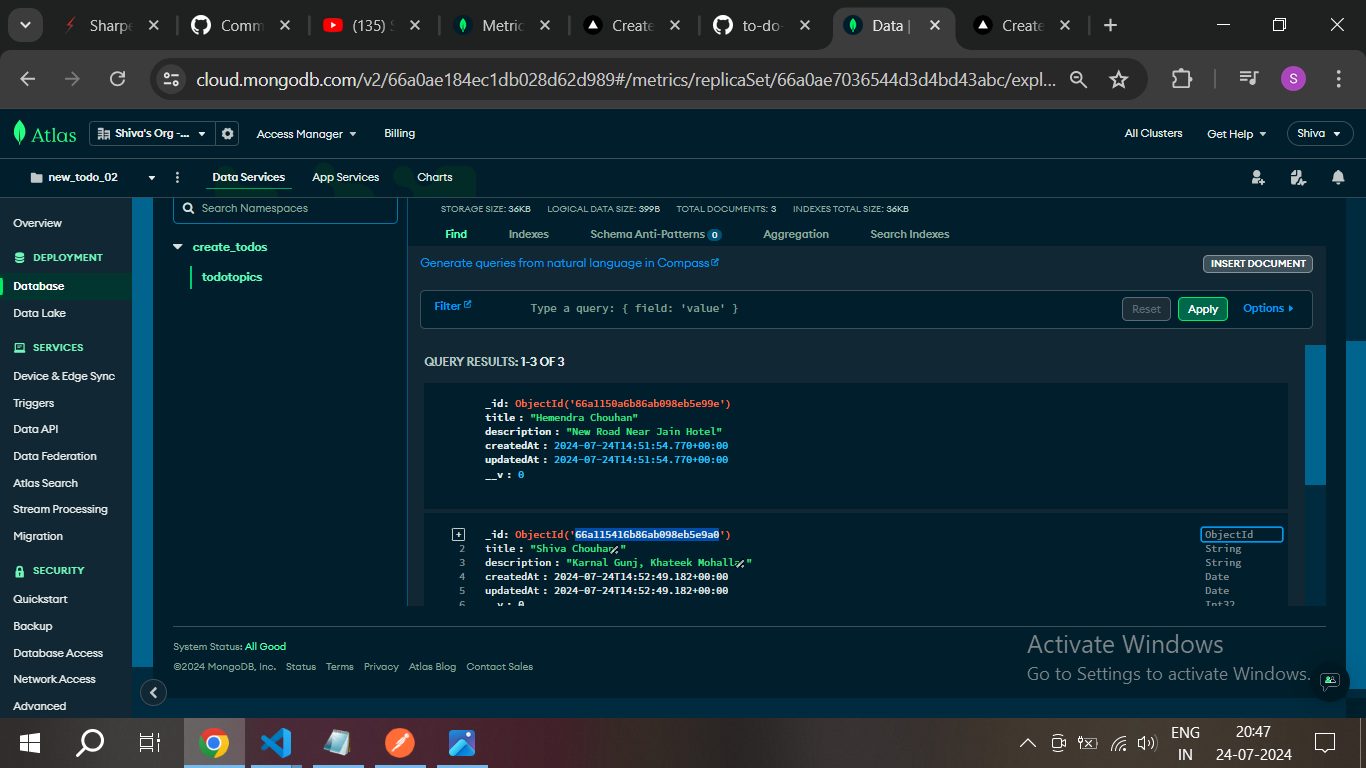 Sharpe
Comm
(135) S
Metric
Create
to-do-
Data |
Create
cloud.mongodb.com/v2/66a0ae184ec1db028d62d989#/metrics/replicaSet/66a0ae7036544d3d4bd43abc/expl...
S
Atlas
Shiva's Org -...
Access Manager
Billing
All Clusters
Get Help
Shiva
new_todo_02
Data Services
App Services
Charts
Overview
DEPLOYMENT
Database
Data Lake
SERVICES
Device & Edge Sync
Triggers
Data API
Data Federation
Atlas Search
Stream Processing
Migration
SECURITY
Quickstart
Backup
Database Access
Network Access
Advanced
Search Namespaces
create_todos
todotopics
STORAGE SIZE: 36KB LOGICAL DATA SIZE: 399B TOTAL DOCUMENTS: 3 INDEXES TOTAL SIZE: 36KB
Find
Indexes
Schema Anti-Patterns 0
Aggregation
Search Indexes
Generate queries from natural language in Compass
INSERT DOCUMENT
Filter
Type a query: { field: 'value' }
Reset
Apply
Options
QUERY RESULTS: 1-3 OF 3
_id: ObjectId('66a1150a6b86ab098eb5e99e')
title: "Hemendra Chouhan"
description: "New Road Near Jain Hotel"
createdAt: 2024-07-24T14:51:54.770+00:00
updatedAt: 2024-07-24T14:51:54.770+00:00
__v: 0
_id: ObjectId('66a115416b86ab098eb5e9a0') ObjectId
2 title: "Shiva Chouhan" String
3 description: "Karnal Gunj, Khateek Mohalla" String
4 createdAt: 2024-07-24T14:52:49.182+00:00 Date
5 updatedAt: 2024-07-24T14:52:49.182+00:00 Date
6 __v: 0 Int32
System Status: All Good
©2024 MongoDB, Inc. Status Terms Privacy Atlas Blog Contact Sales
Activate Windows
Go to Settings to activate Windows.
ENG
IN
20:47
24-07-2024